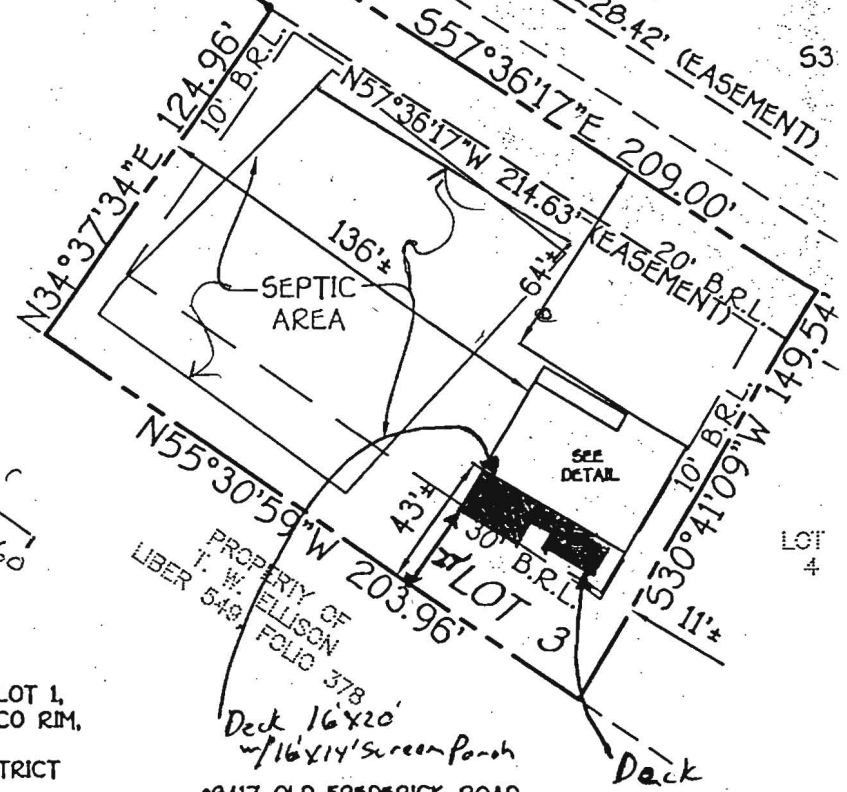 28.42' (EASEMENT)
S3
S57°36'17"E 209.00'
124.96'
10' B.R.L.
N57°36'17"W 214.63'
(EASEMENT)
20' B.R.L.
N34°37'34"E
136'±
64'±
SEPTIC
AREA
149.54'
10' B.R.L.
S30°41'09"W
SEE
DETAIL
N55°30'59"W 203.96'
43'±
30' B.R.L.
LOT 3
LOT
4
11'±
PROPERTY OF
T. W. ELLISON
LIBER 549, FOLIO 378
LOT 1,
CO RIM,
TRICT
Deck 16'x20'
w/16'x14' Screen Porch
Deck
OLD FREDERICK ROAD